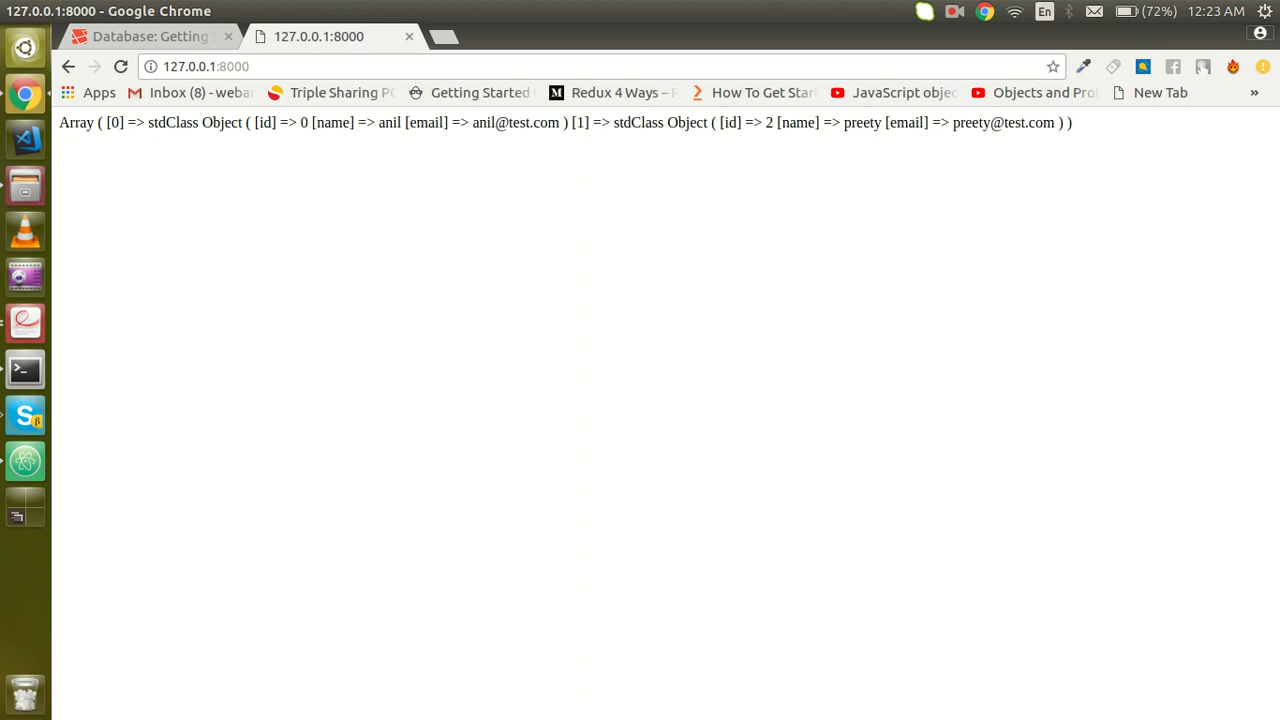 127.0.0.1:8000 - Google Chrome
En
(72%)
12:23 AM
Database: Getting S
127.0.0.1:8000
127.0.0.1:8000
Apps
Inbox (8) - webar
Triple Sharing PC
Getting Started
Redux 4 Ways –
How To Get Start
JavaScript objec
Objects and Pro
New Tab
»
Array ( [0] => stdClass Object ( [id] => 0 [name] => anil [email] => anil@test.com ) [1] => stdClass Object ( [id] => 2 [name] => preety [email] => preety@test.com ) )